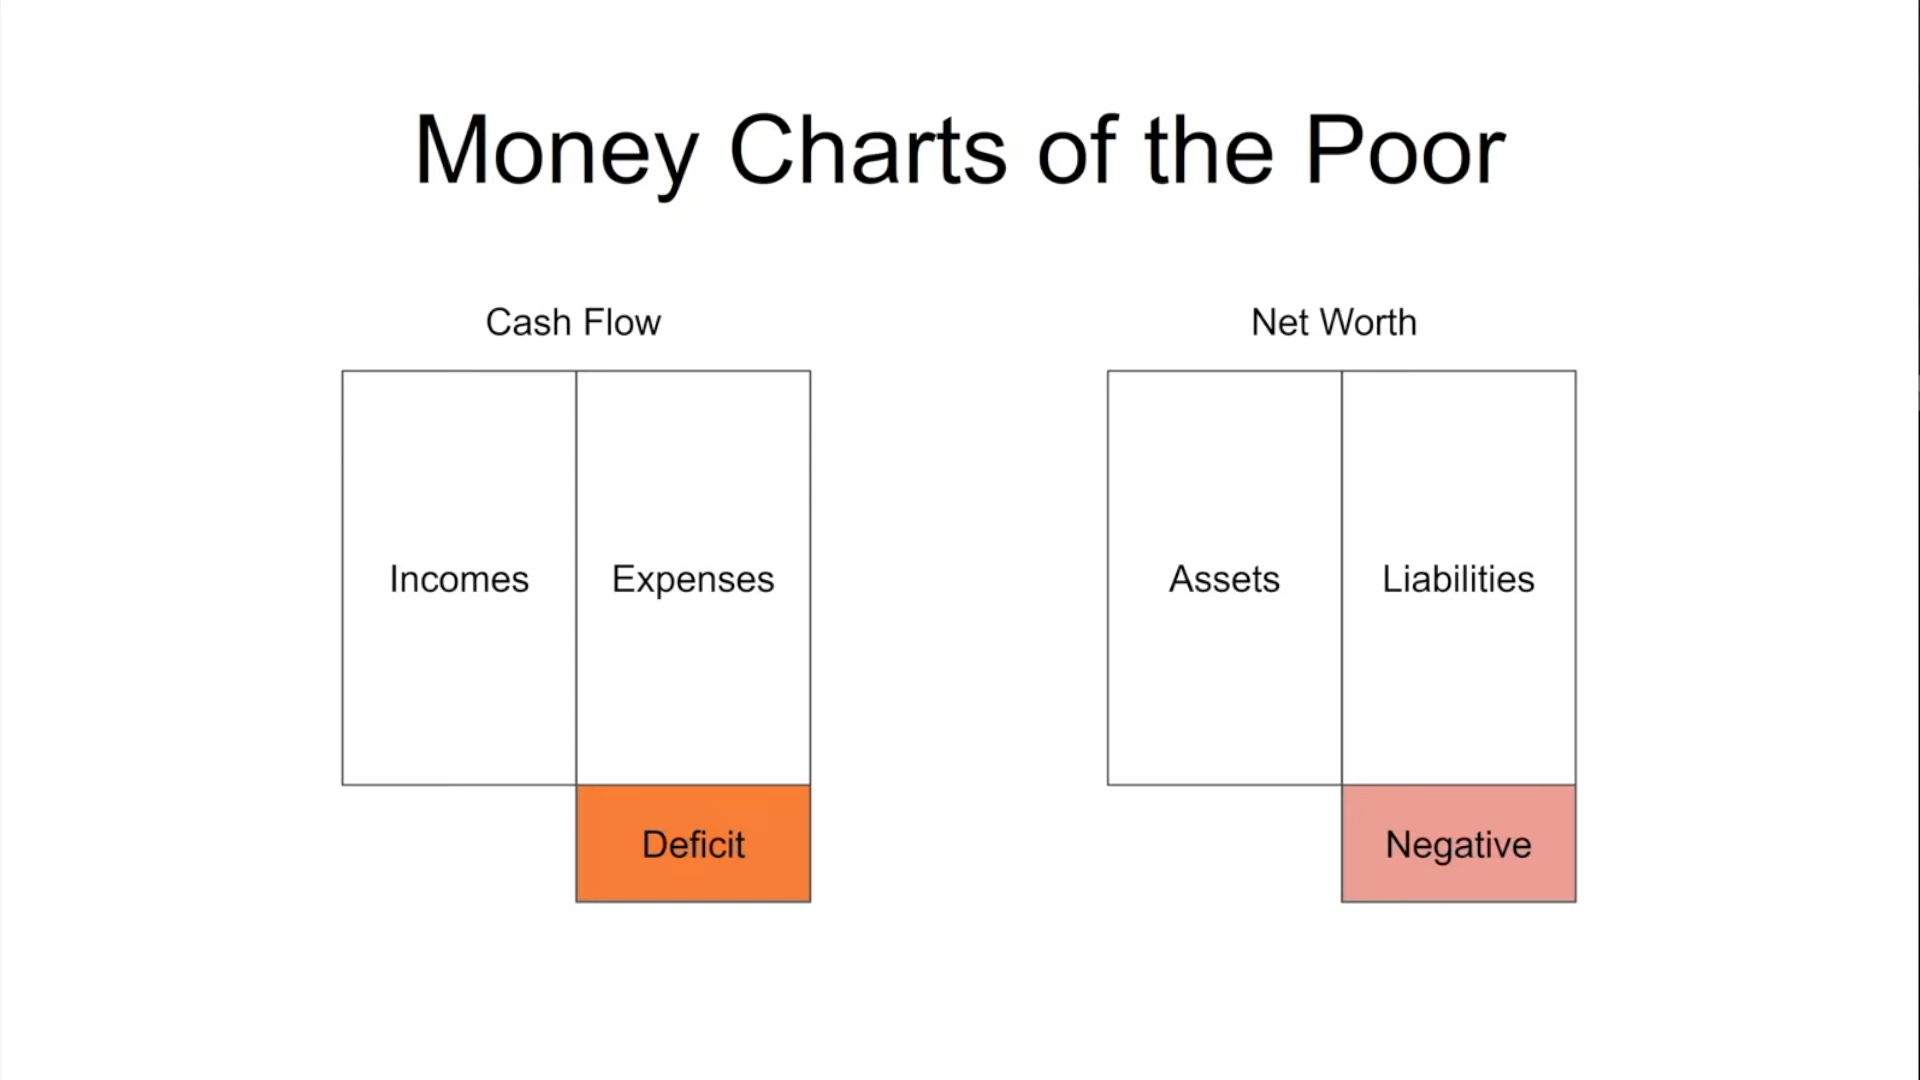 Money Charts of the Poor
Cash Flow
Incomes
Expenses
Deficit
Net Worth
Assets
Liabilities
Negative